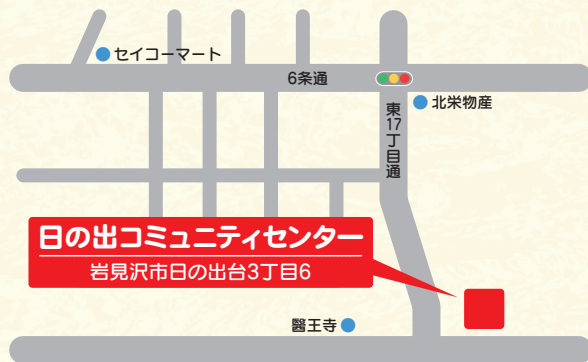 セイコーマート
6条通
北栄物産
東17丁目通
日の出コミュニティセンター
岩見沢市日の出台3丁目6
醫王寺